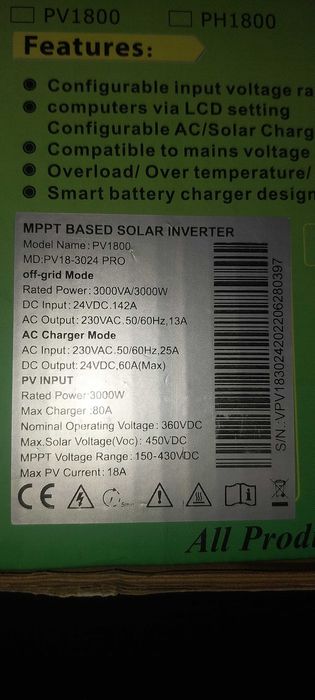 PV1800 PH1800
Features:
Configurable input voltage ra
computers via LCD setting
Configurable AC/Solar Charg
Compatible to mains voltage
Overload/ Over temperature/
Smart battery charger design
MPPT BASED SOLAR INVERTER
Model Name: PV1800
MD:PV18-3024 PRO
off-grid Mode
Rated Power: 3000VA/3000W
DC Input: 24VDC.142A
AC Output: 230VAC.50/60Hz,13A
AC Charger Mode
AC Input: 230VAC.50/60Hz,25A
DC Output: 24VDC,60A(Max)
PV INPUT
Rated Power 3000W
Max Charger :80A
Nominal Operating Voltage: 360VDC
Max.Solar Voltage(Voc): 450VDC
MPPT Voltage Range: 150-430VDC
Max PV Current: 18A
S/N.:VPV183024202206280397
CE
5min
All Prod